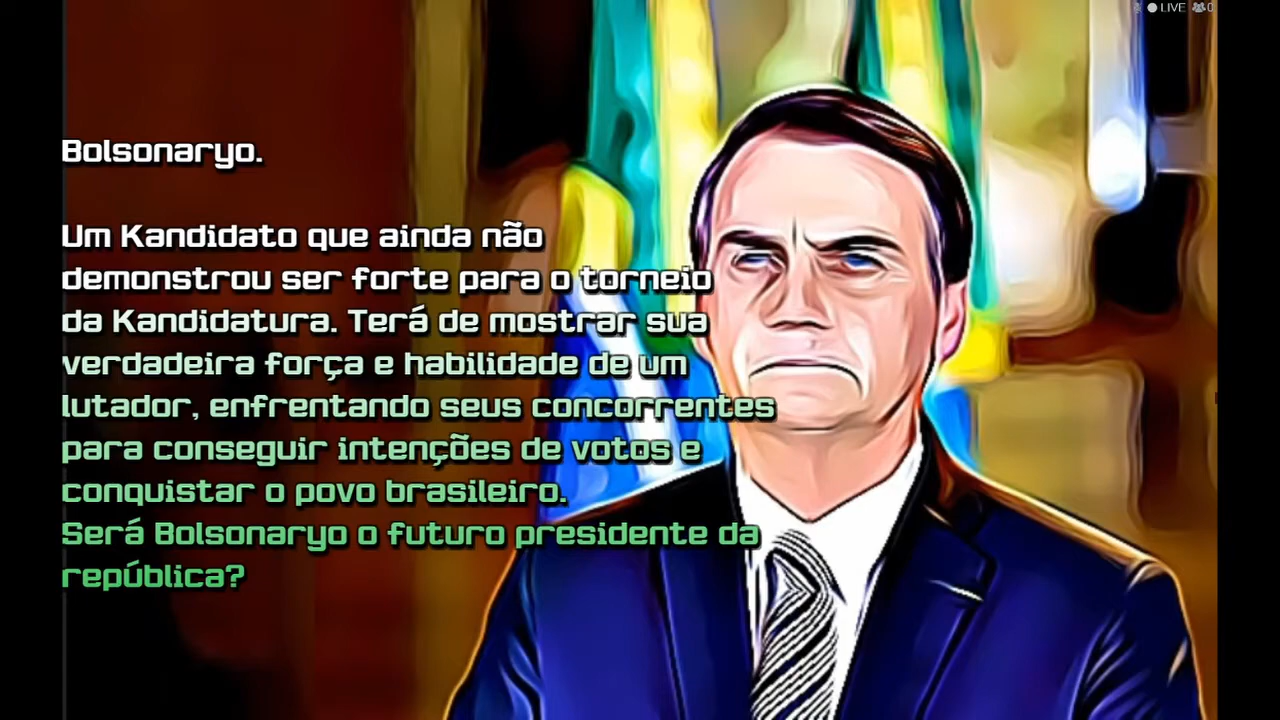 LIVE 0
Bolsonaryo.
Um Kandidato que ainda não
demonstrou ser forte para o torneio
da Kandidatura. Terá de mostrar sua
verdadeira força e habilidade de um
lutador, enfrentando seus concorrentes
para conseguir intenções de votos e
conquistar o povo brasileiro.
Será Bolsonaryo o futuro presidente da
república?